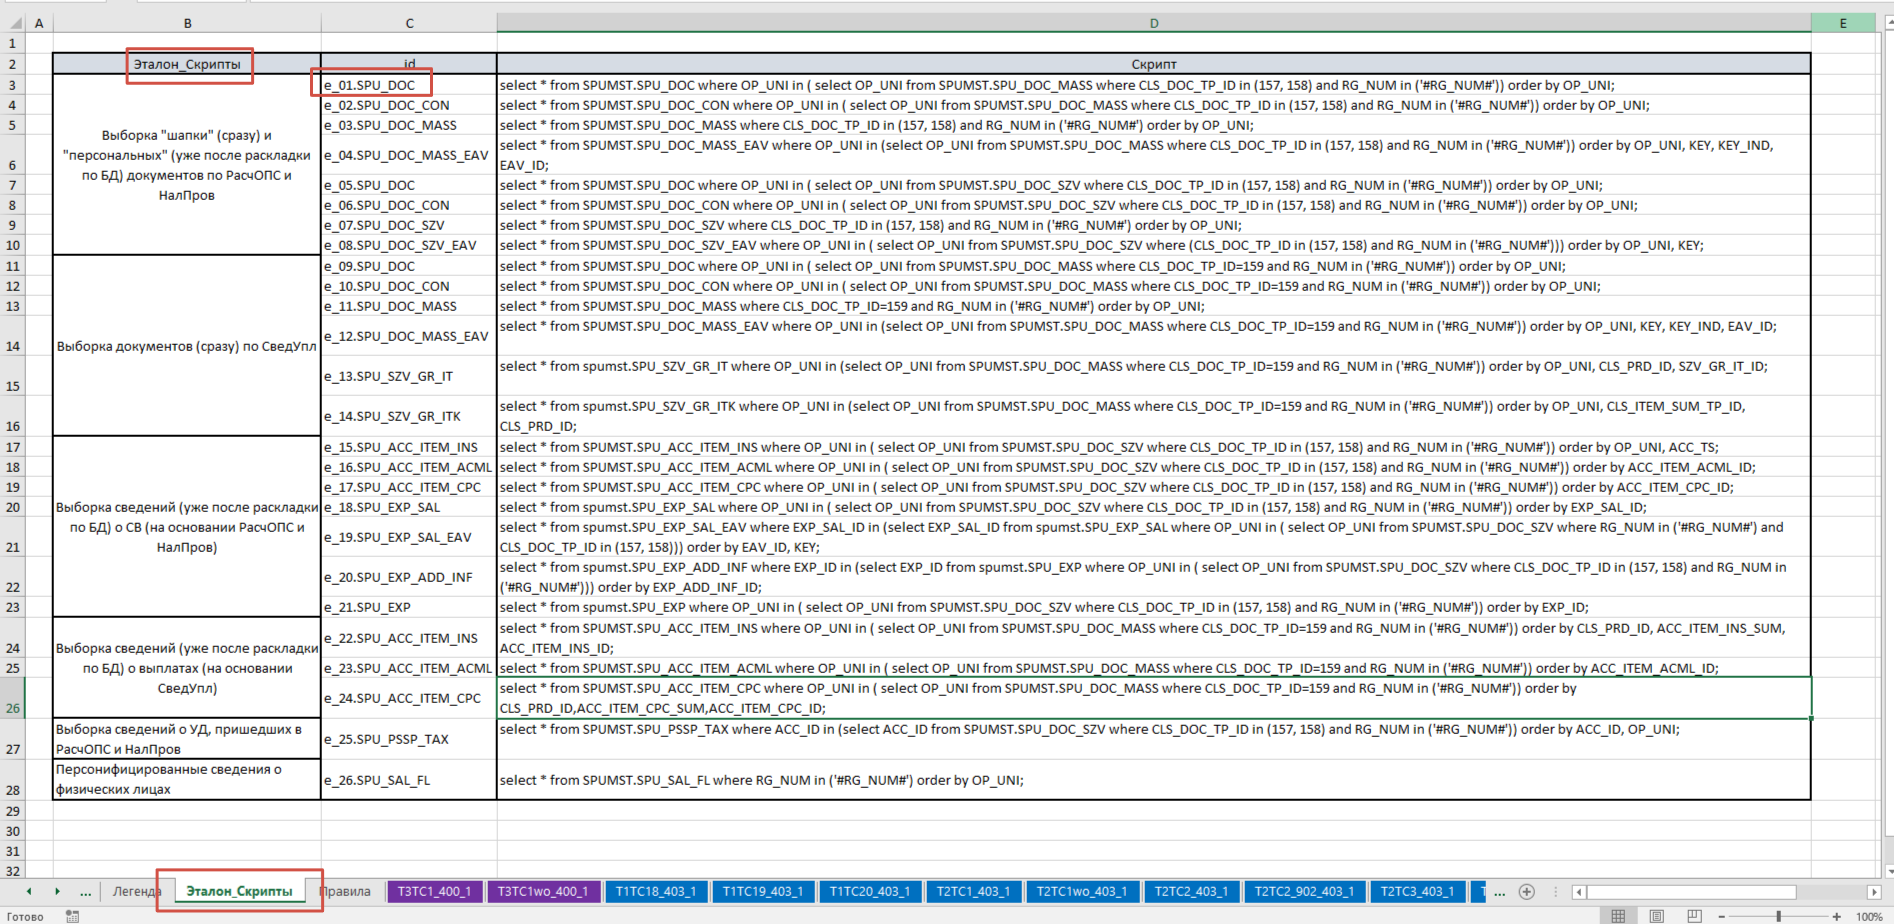 A B C D E
1
2 Эталон_Скрипты id Скрипт
3 e_01.SPU_DOC select * from SPUMST.SPU_DOC where OP_UNI in ( select OP_UNI from SPUMST.SPU_DOC_MASS where CLS_DOC_TP_ID in (157, 158) and RG_NUM in ('#RG_NUM#')) order by OP_UNI;
4 e_02.SPU_DOC_CON select * from SPUMST.SPU_DOC_CON where OP_UNI in ( select OP_UNI from SPUMST.SPU_DOC_MASS where CLS_DOC_TP_ID in (157, 158) and RG_NUM in ('#RG_NUM#')) order by OP_UNI;
5 e_03.SPU_DOC_MASS select * from SPUMST.SPU_DOC_MASS where CLS_DOC_TP_ID in (157, 158) and RG_NUM in ('#RG_NUM#') order by OP_UNI;
Выборка "шапки" (сразу) и
"персональных" (уже после раскладки
по БД) документов по РасчОПС и
НалПров
6 e_04.SPU_DOC_MASS_EAV select * from SPUMST.SPU_DOC_MASS_EAV where OP_UNI in (select OP_UNI from SPUMST.SPU_DOC_MASS where CLS_DOC_TP_ID in (157, 158) and RG_NUM in ('#RG_NUM#')) order by OP_UNI, KEY, KEY_IND,
EAV_ID;
7 e_05.SPU_DOC select * from SPUMST.SPU_DOC where OP_UNI in ( select OP_UNI from SPUMST.SPU_DOC_SZV where CLS_DOC_TP_ID in (157, 158) and RG_NUM in ('#RG_NUM#')) order by OP_UNI;
8 e_06.SPU_DOC_CON select * from SPUMST.SPU_DOC_CON where OP_UNI in ( select OP_UNI from SPUMST.SPU_DOC_SZV where CLS_DOC_TP_ID in (157, 158) and RG_NUM in ('#RG_NUM#')) order by OP_UNI;
9 e_07.SPU_DOC_SZV select * from SPUMST.SPU_DOC_SZV where CLS_DOC_TP_ID in (157, 158) and RG_NUM in ('#RG_NUM#') order by OP_UNI;
10 e_08.SPU_DOC_SZV_EAV select * from SPUMST.SPU_DOC_SZV_EAV where OP_UNI in ( select OP_UNI from SPUMST.SPU_DOC_SZV where (CLS_DOC_TP_ID in (157, 158) and RG_NUM in ('#RG_NUM#'))) order by OP_UNI, KEY;
11 e_09.SPU_DOC select * from SPUMST.SPU_DOC where OP_UNI in ( select OP_UNI from SPUMST.SPU_DOC_MASS where CLS_DOC_TP_ID=159 and RG_NUM in ('#RG_NUM#')) order by OP_UNI;
12 e_10.SPU_DOC_CON select * from SPUMST.SPU_DOC_CON where OP_UNI in ( select OP_UNI from SPUMST.SPU_DOC_MASS where CLS_DOC_TP_ID=159 and RG_NUM in ('#RG_NUM#')) order by OP_UNI;
13 e_11.SPU_DOC_MASS select * from SPUMST.SPU_DOC_MASS where CLS_DOC_TP_ID=159 and RG_NUM in ('#RG_NUM#') order by OP_UNI;
14 Выборка документов (сразу) по СведУпл e_12.SPU_DOC_MASS_EAV select * from SPUMST.SPU_DOC_MASS_EAV where OP_UNI in (select OP_UNI from SPUMST.SPU_DOC_MASS where CLS_DOC_TP_ID=159 and RG_NUM in ('#RG_NUM#')) order by OP_UNI, KEY, KEY_IND, EAV_ID;
15 e_13.SPU_SZV_GR_IT select * from spumst.SPU_SZV_GR_IT where OP_UNI in (select OP_UNI from SPUMST.SPU_DOC_MASS where CLS_DOC_TP_ID=159 and RG_NUM in ('#RG_NUM#')) order by OP_UNI, CLS_PRD_ID, SZV_GR_IT_ID;
16 e_14.SPU_SZV_GR_ITK select * from spumst.SPU_SZV_GR_ITK where OP_UNI in (select OP_UNI from SPUMST.SPU_DOC_MASS where CLS_DOC_TP_ID=159 and RG_NUM in ('#RG_NUM#')) order by OP_UNI, CLS_ITEM_SUM_TP_ID,
CLS_PRD_ID;
17 e_15.SPU_ACC_ITEM_INS select * from SPUMST.SPU_ACC_ITEM_INS where OP_UNI in ( select OP_UNI from SPUMST.SPU_DOC_SZV where CLS_DOC_TP_ID in (157, 158) and RG_NUM in ('#RG_NUM#')) order by OP_UNI, ACC_TS;
18 e_16.SPU_ACC_ITEM_ACML select * from SPUMST.SPU_ACC_ITEM_ACML where OP_UNI in ( select OP_UNI from SPUMST.SPU_DOC_SZV where CLS_DOC_TP_ID in (157, 158) and RG_NUM in ('#RG_NUM#')) order by ACC_ITEM_ACML_ID;
19 e_17.SPU_ACC_ITEM_CPC select * from SPUMST.SPU_ACC_ITEM_CPC where OP_UNI in ( select OP_UNI from SPUMST.SPU_DOC_SZV where CLS_DOC_TP_ID in (157, 158) and RG_NUM in ('#RG_NUM#')) order by ACC_ITEM_CPC_ID;
Выборка сведений (уже после раскладки
по БД) о СВ (на основании РасчОПС и
НалПров)
20 e_18.SPU_EXP_SAL select * from spumst.SPU_EXP_SAL where OP_UNI in ( select OP_UNI from SPUMST.SPU_DOC_SZV where CLS_DOC_TP_ID in (157, 158) and RG_NUM in ('#RG_NUM#')) order by EXP_SAL_ID;
21 e_19.SPU_EXP_SAL_EAV select * from spumst.SPU_EXP_SAL_EAV where EXP_SAL_ID in (select EXP_SAL_ID from spumst.SPU_EXP_SAL where OP_UNI in ( select OP_UNI from SPUMST.SPU_DOC_SZV where RG_NUM in ('#RG_NUM#') and
CLS_DOC_TP_ID in (157, 158))) order by EAV_ID, KEY;
22 e_20.SPU_EXP_ADD_INF select * from spumst.SPU_EXP_ADD_INF where EXP_ID in (select EXP_ID from spumst.SPU_EXP where OP_UNI in ( select OP_UNI from SPUMST.SPU_DOC_SZV where CLS_DOC_TP_ID in (157, 158) and RG_NUM in
('#RG_NUM#'))) order by EXP_ADD_INF_ID;
23 e_21.SPU_EXP select * from spumst.SPU_EXP where OP_UNI in ( select OP_UNI from SPUMST.SPU_DOC_SZV where CLS_DOC_TP_ID in (157, 158) and RG_NUM in ('#RG_NUM#')) order by EXP_ID;
Выборка сведений (уже после раскладки
по БД) о выплатах (на основании
СведУпл)
24 e_22.SPU_ACC_ITEM_INS select * from SPUMST.SPU_ACC_ITEM_INS where OP_UNI in ( select OP_UNI from SPUMST.SPU_DOC_MASS where CLS_DOC_TP_ID=159 and RG_NUM in ('#RG_NUM#')) order by CLS_PRD_ID, ACC_ITEM_INS_SUM,
ACC_ITEM_INS_ID;
25 e_23.SPU_ACC_ITEM_ACML select * from SPUMST.SPU_ACC_ITEM_ACML where OP_UNI in ( select OP_UNI from SPUMST.SPU_DOC_MASS where CLS_DOC_TP_ID=159 and RG_NUM in ('#RG_NUM#')) order by ACC_ITEM_ACML_ID;
26 e_24.SPU_ACC_ITEM_CPC select * from SPUMST.SPU_ACC_ITEM_CPC where OP_UNI in ( select OP_UNI from SPUMST.SPU_DOC_MASS where CLS_DOC_TP_ID=159 and RG_NUM in ('#RG_NUM#')) order by
CLS_PRD_ID,ACC_ITEM_CPC_SUM,ACC_ITEM_CPC_ID;
Выборка сведений о УД, пришедших в
РасчОПС и НалПров
27 e_25.SPU_PSSP_TAX select * from SPUMST.SPU_PSSP_TAX where ACC_ID in (select ACC_ID from SPUMST.SPU_DOC_SZV where CLS_DOC_TP_ID in (157, 158) and RG_NUM in ('#RG_NUM#')) order by ACC_ID, OP_UNI;
Персонифицированные сведения о
физических лицах
28 e_26.SPU_SAL_FL select * from SPUMST.SPU_SAL_FL where RG_NUM in ('#RG_NUM#') order by OP_UNI;
29
30
31
32
... Легенда Эталон_Скрипты Правила T3TC1_400_1 T3TC1wo_400_1 T1TC18_403_1 T1TC19_403_1 T1TC20_403_1 T2TC1_403_1 T2TC1wo_403_1 T2TC2_403_1 T2TC2_902_403_1 T2TC3_403_1 ...
Готово 100%